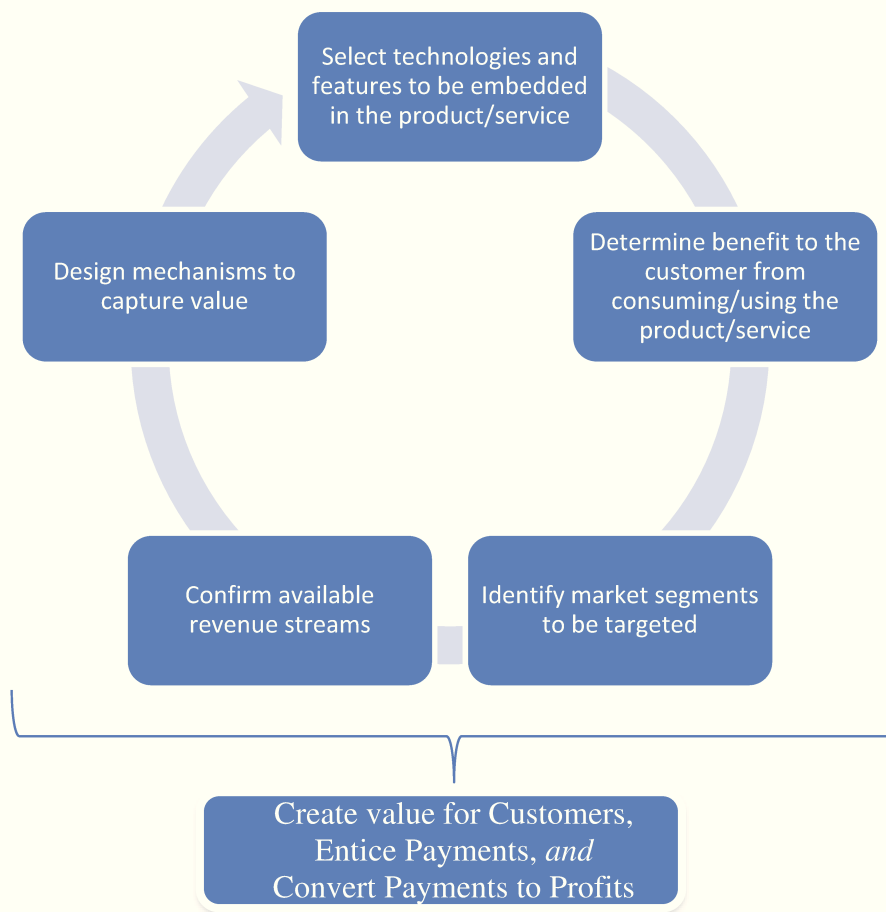 Select technologies and
features to be embedded
in the product/service
Determine benefit to the
customer from
consuming/using the
product/service
Identify market segments
to be targeted
Confirm available
revenue streams
Design mechanisms to
capture value
Create value for Customers,
Entice Payments, and
Convert Payments to Profits